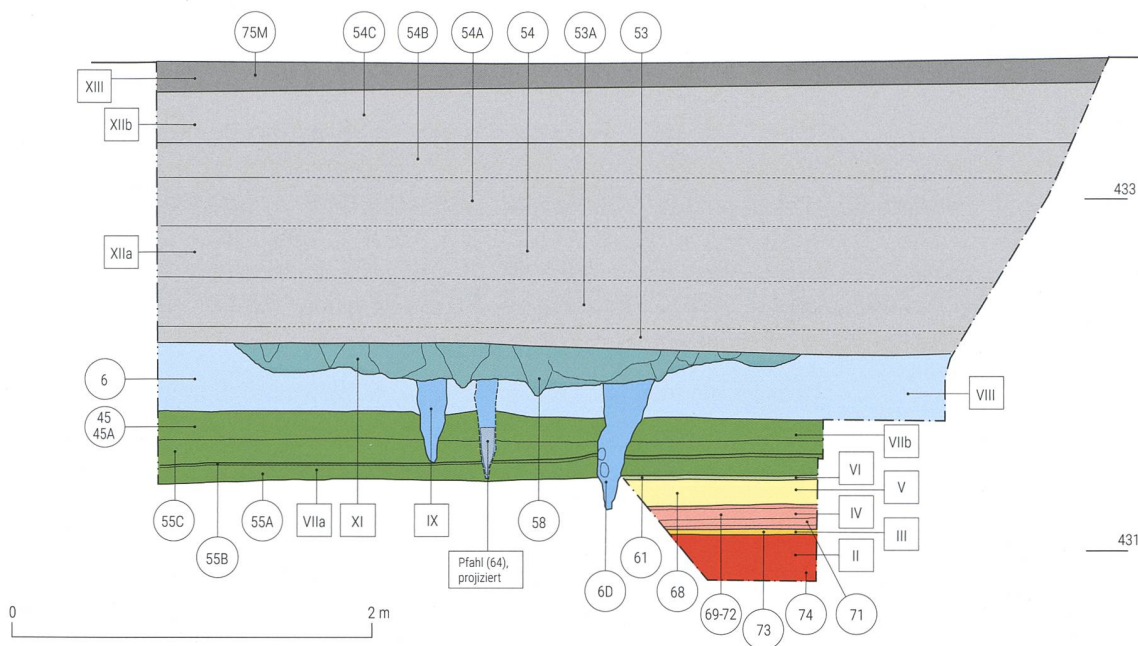 75M
54C
54B
54A
54
53A
53
XIII
XIIb
433
XIIa
6
VIII
45
45A
VIIb
VI
V
IV
III
II
55C
55B
55A
VIIa
XI
IX
Pfahl (64),
projiziert
58
6D
61
68
69-72
73
74
71
431
0
2 m